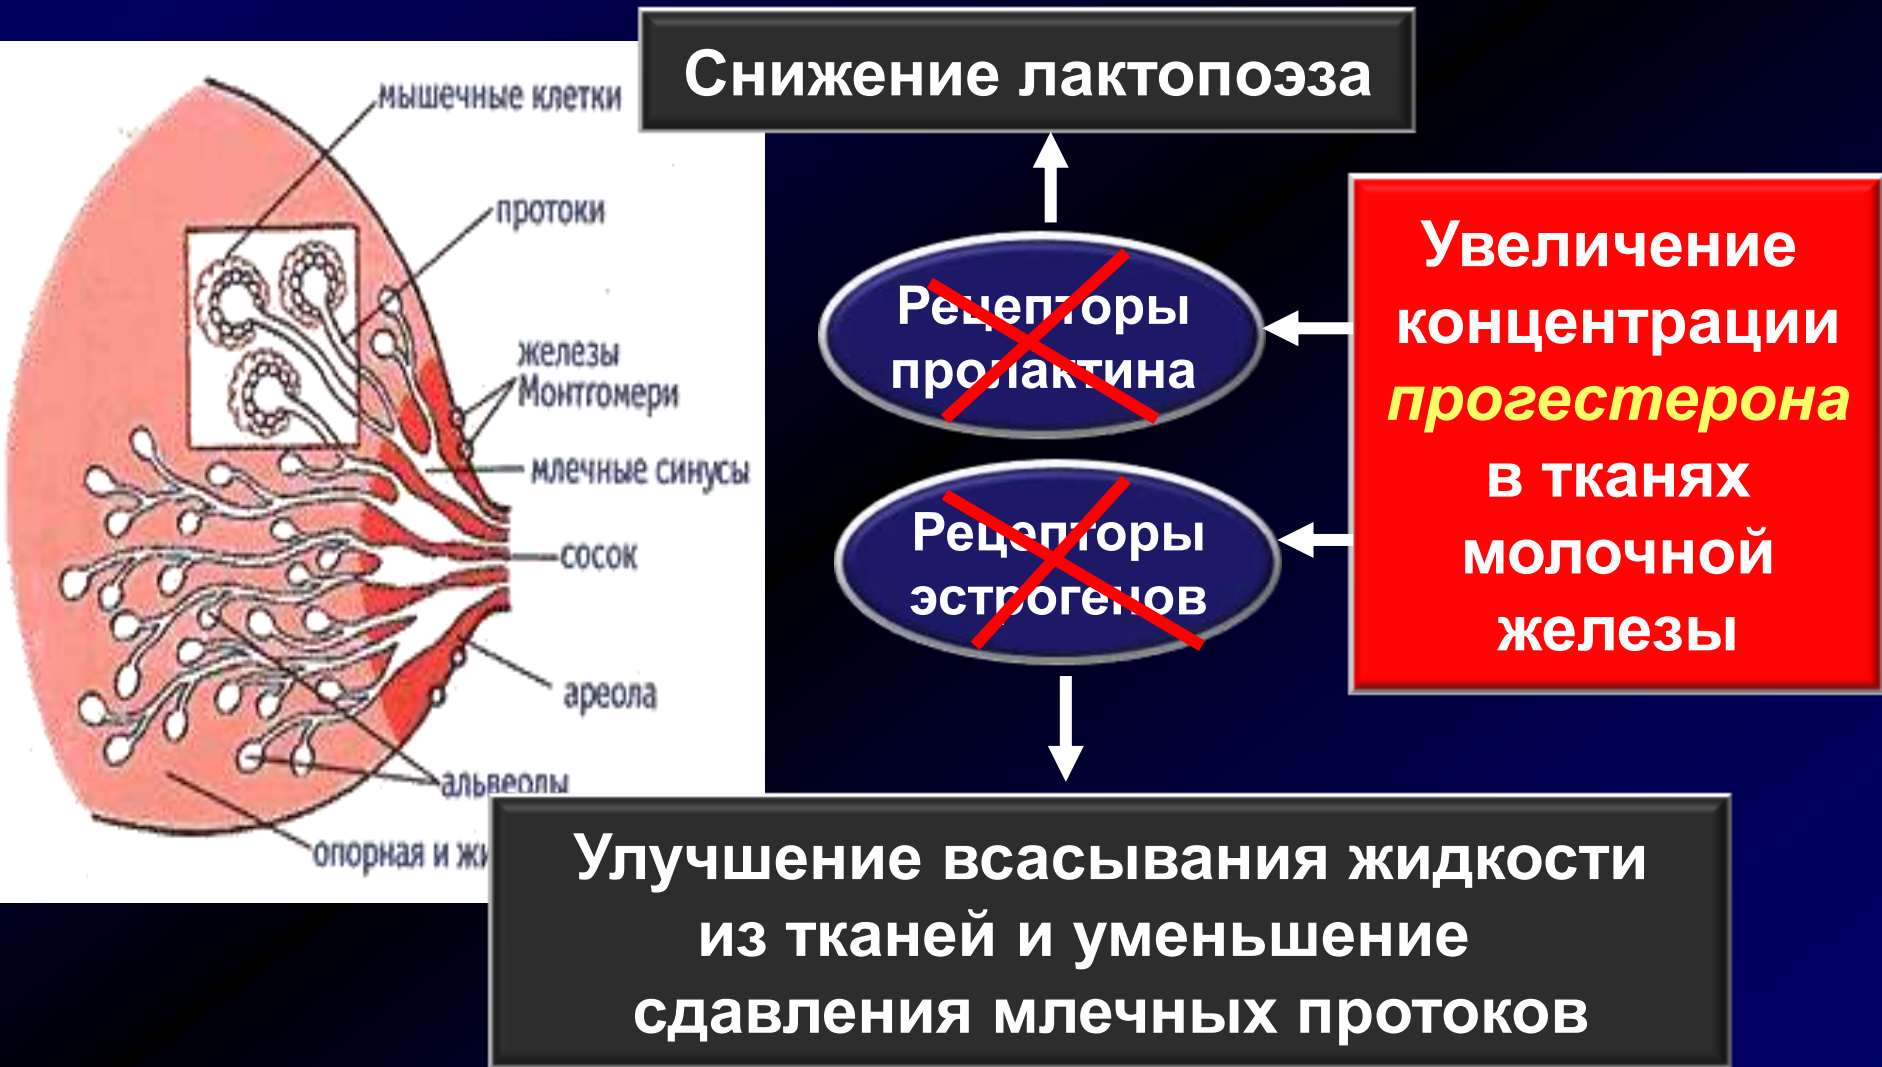 Снижение лактопоэза
мышечные клетки
протоки
железы
Монтгомери
млечные синусы
сосок
ареола
альвеолы
опорная и
Рецепторы
пролактина
Рецепторы
эстрогенов
Увеличение
концентрации
прогестерона
в тканях
молочной
железы
Улучшение всасывания жидкости
из тканей и уменьшение
сдавления млечных протоков